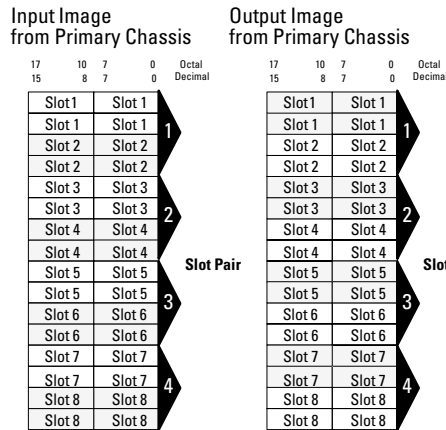 Input Image
from Primary Chassis
17 10 7 0 Octal
15 8 7 0 Decimal
Slot1 Slot 1
Slot 1 Slot 1
Slot 2 Slot 2
Slot 2 Slot 2
Slot 3 Slot 3
Slot 3 Slot 3
Slot 4 Slot 4
Slot 4 Slot 4
Slot 5 Slot 5
Slot 5 Slot 5
Slot 6 Slot 6
Slot 6 Slot 6
Slot 7 Slot 7
Slot 7 Slot 7
Slot 8 Slot 8
Slot 8 Slot 8
1
2
3
4
Slot Pair
Output Image
from Primary Chassis
17 10 7 0 Octal
15 8 7 0 Decimal
Slot1 Slot 1
Slot 1 Slot 1
Slot 2 Slot 2
Slot 2 Slot 2
Slot 3 Slot 3
Slot 3 Slot 3
Slot 4 Slot 4
Slot 4 Slot 4
Slot 5 Slot 5
Slot 5 Slot 5
Slot 6 Slot 6
Slot 6 Slot 6
Slot 7 Slot 7
Slot 7 Slot 7
Slot 8 Slot 8
Slot 8 Slot 8
1
2
3
4
Slot